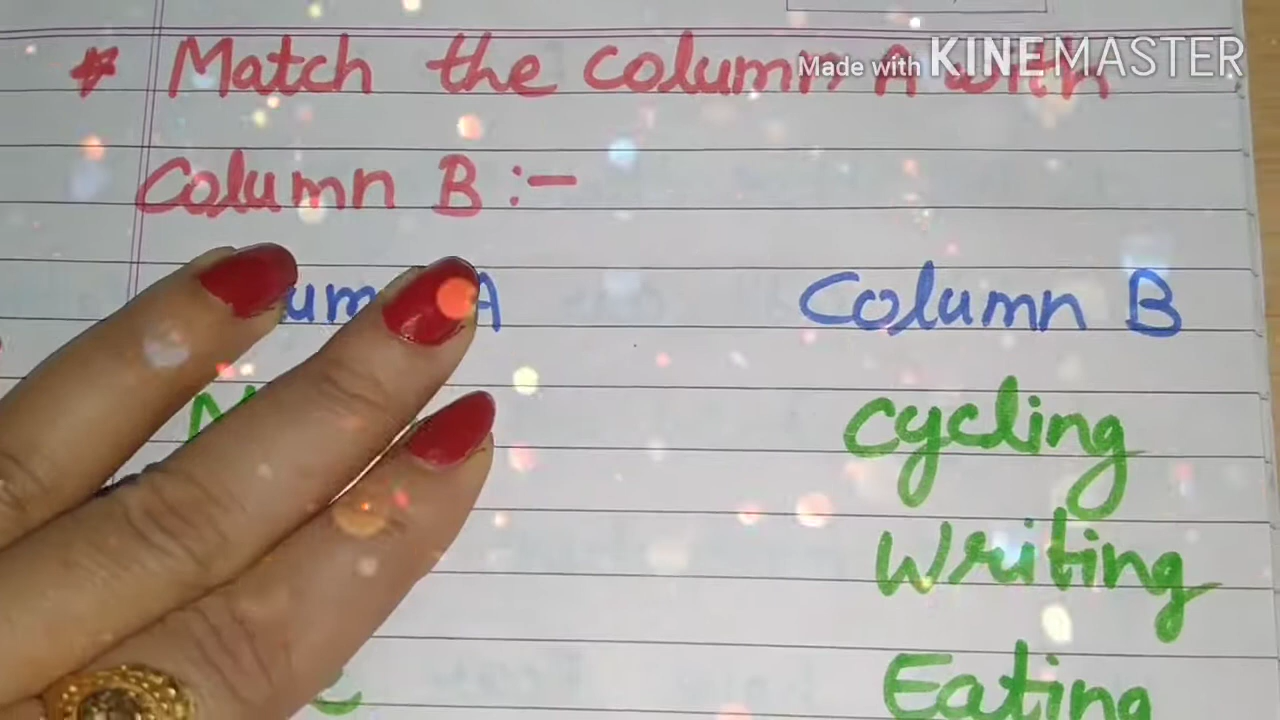 * Match the column A with
Made with KINEMASTER
Column B :-
A
Column B
Cycling
Writing
Eating